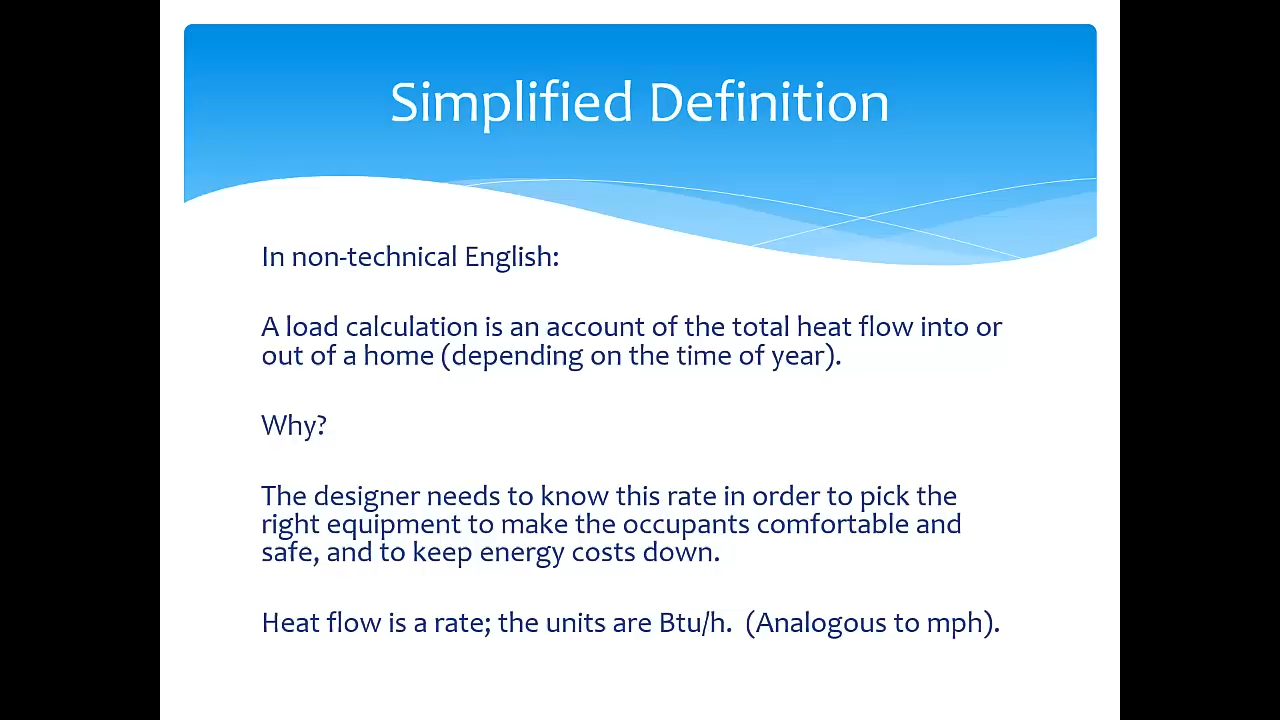 Simplified Definition
In non-technical English:
A load calculation is an account of the total heat flow into or
out of a home (depending on the time of year).
Why?
The designer needs to know this rate in order to pick the
right equipment to make the occupants comfortable and
safe, and to keep energy costs down.
Heat flow is a rate; the units are Btu/h.  (Analogous to mph).